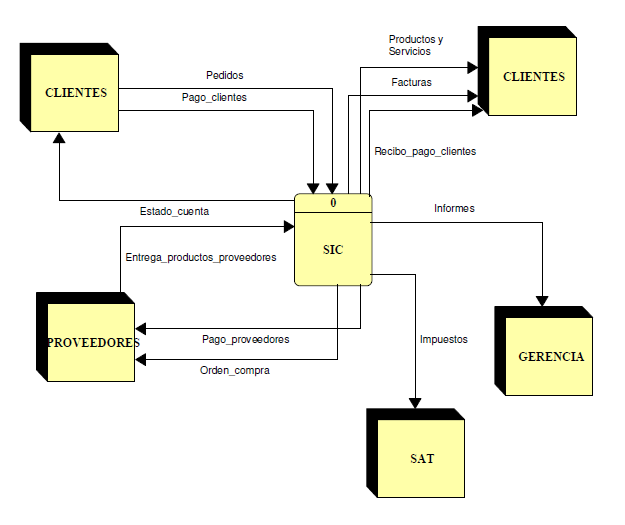 Productos y
Servicios
CLIENTES
Pedidos
CLIENTES
Facturas
Pago_clientes
Recibo_pago_clientes
0
Estado_cuenta
Informes
SIC
Entrega_productos_proveedores
PROVEEDORES
Pago_proveedores
Impuestos
GERENCIA
Orden_compra
SAT